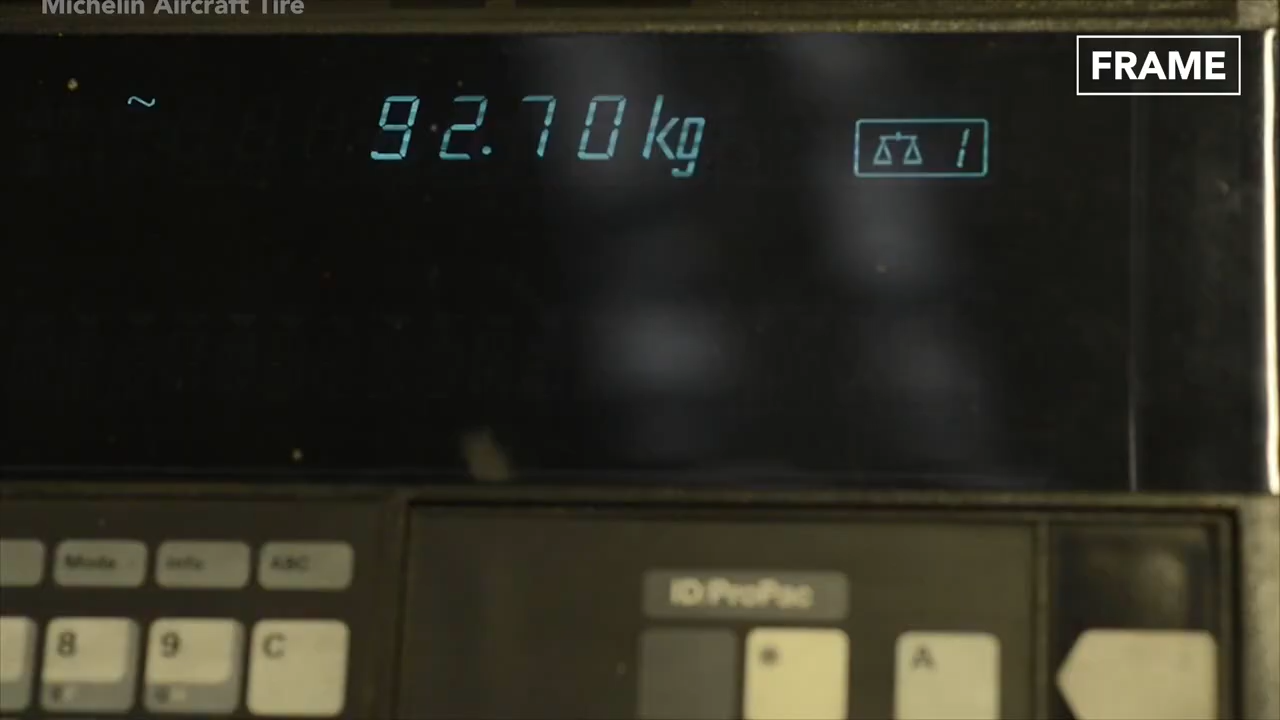 Michelin Aircraft Tire
FRAME
~ 92.70 kg
1
Mode Info ABC
ID ProPac
8 9 C * A